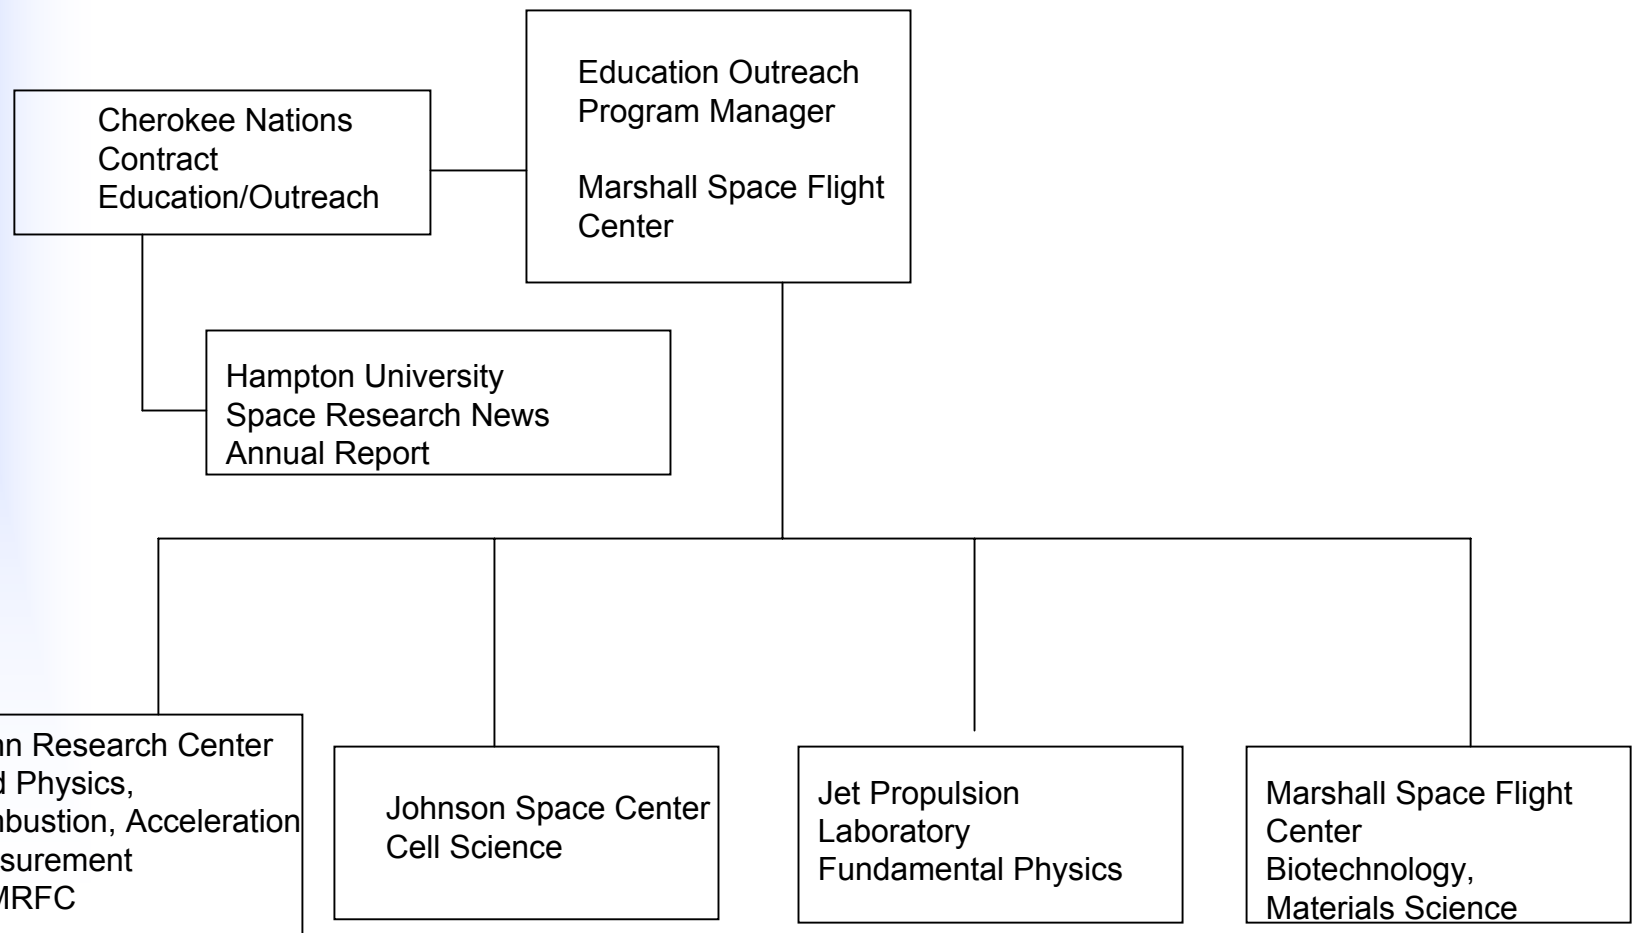 Education Outreach
Program Manager
Marshall Space Flight
Center
Cherokee Nations
Contract
Education/Outreach
Hampton University
Space Research News
Annual Report
Research Center
Physics,
Acceleration
Johnson Space Center
Cell Science
Jet Propulsion
Laboratory
Fundamental Physics
Marshall Space Flight
Center
Biotechnology,
Materials Science